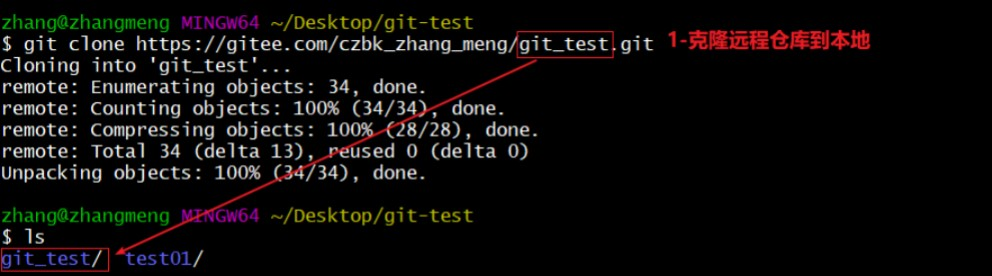 zhang@zhangmeng MINGW64 ~/Desktop/git-test
$ git clone https://gitee.com/czbk_zhang_meng/git_test.git 1-克隆远程仓库到本地
Cloning into 'git_test'...
remote: Enumerating objects: 34, done.
remote: Counting objects: 100% (34/34), done.
remote: Compressing objects: 100% (28/28), done.
remote: Total 34 (delta 13), reused 0 (delta 0)
Unpacking objects: 100% (34/34), done.
zhang@zhangmeng MINGW64 ~/Desktop/git-test
$ ls
git_test/ test01/